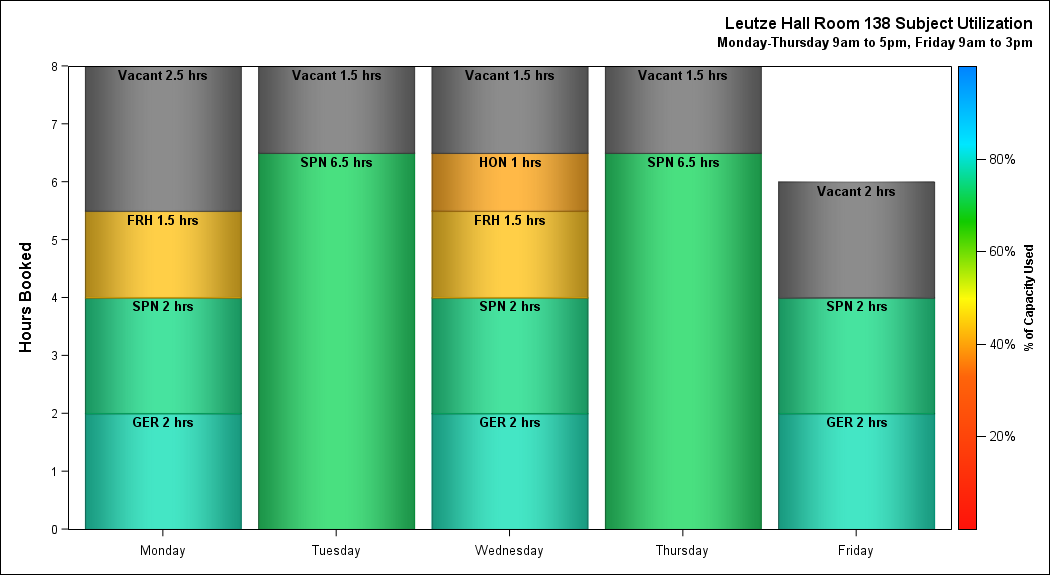 Leutze Hall Room 138 Subject Utilization
Monday-Thursday 9am to 5pm, Friday 9am to 3pm
Hours Booked
8
7
6
5
4
3
2
1
0
Vacant 2.5 hrs
FRH 1.5 hrs
SPN 2 hrs
GER 2 hrs
Vacant 1.5 hrs
SPN 6.5 hrs
Vacant 1.5 hrs
HON 1 hr
FRH 1.5 hrs
SPN 2 hrs
GER 2 hrs
Vacant 1.5 hrs
SPN 6.5 hrs
Vacant 2 hrs
SPN 2 hrs
GER 2 hrs
Monday
Tuesday
Wednesday
Thursday
Friday
80%
60%
40%
20%
% of Capacity Used